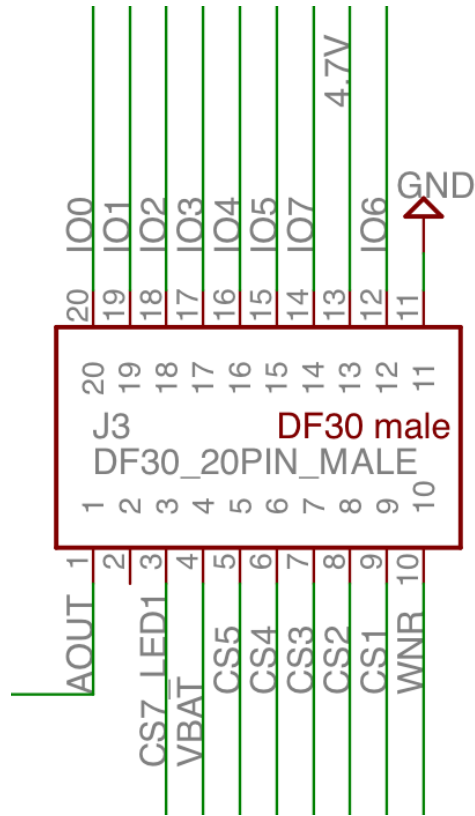 4.7V
GND
IO0 IO1 IO2 IO3 IO4 IO5 IO7 IO6
20 19 18 17 16 15 14 13 12 11
20 19 18 17 16 15 14 13 12 11
J3 DF30 male
DF30_20PIN_MALE
1 2 3 4 5 6 7 8 9 10
1 2 3 4 5 6 7 8 9 10
AOUT CS7_LED1 VBAT CS5 CS4 CS3 CS2 CS1 WNR